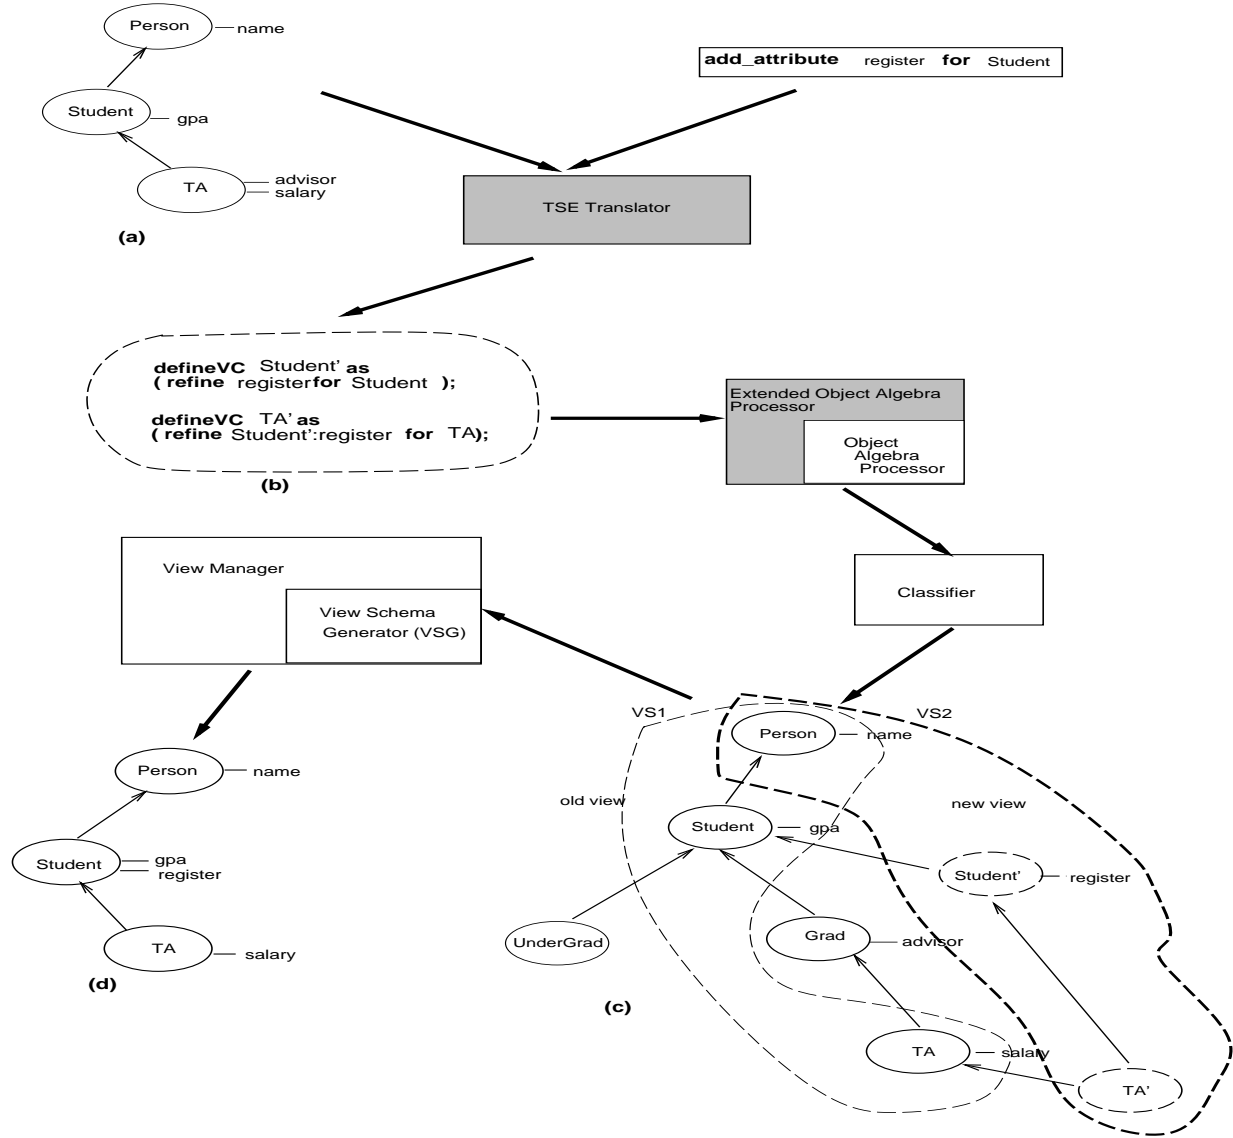 Person
name
add_attribute register for Student
Student
gpa
TA
advisor
salary
(a)
TSE Translator
defineVC Student' as
( refine register for Student );
defineVC TA' as
( refine Student':register for TA);
(b)
Extended Object Algebra
Processor
Object
Algebra
Processor
View Manager
View Schema
Generator (VSG)
Classifier
VS1
VS2
Person
name
old view
new view
Student
gpa
Student'
register
UnderGrad
Grad
advisor
TA
salary
TA'
(c)
Person
name
Student
gpa
register
TA
salary
(d)